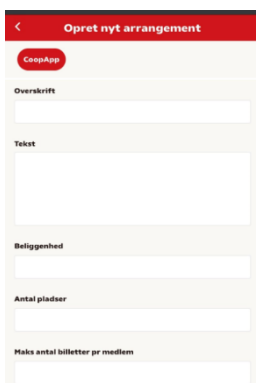 Opret nyt arrangement
CoopApp
Overskrift
Tekst
Beliggenhed
Antal pladser
Maks antal billetter pr medlem